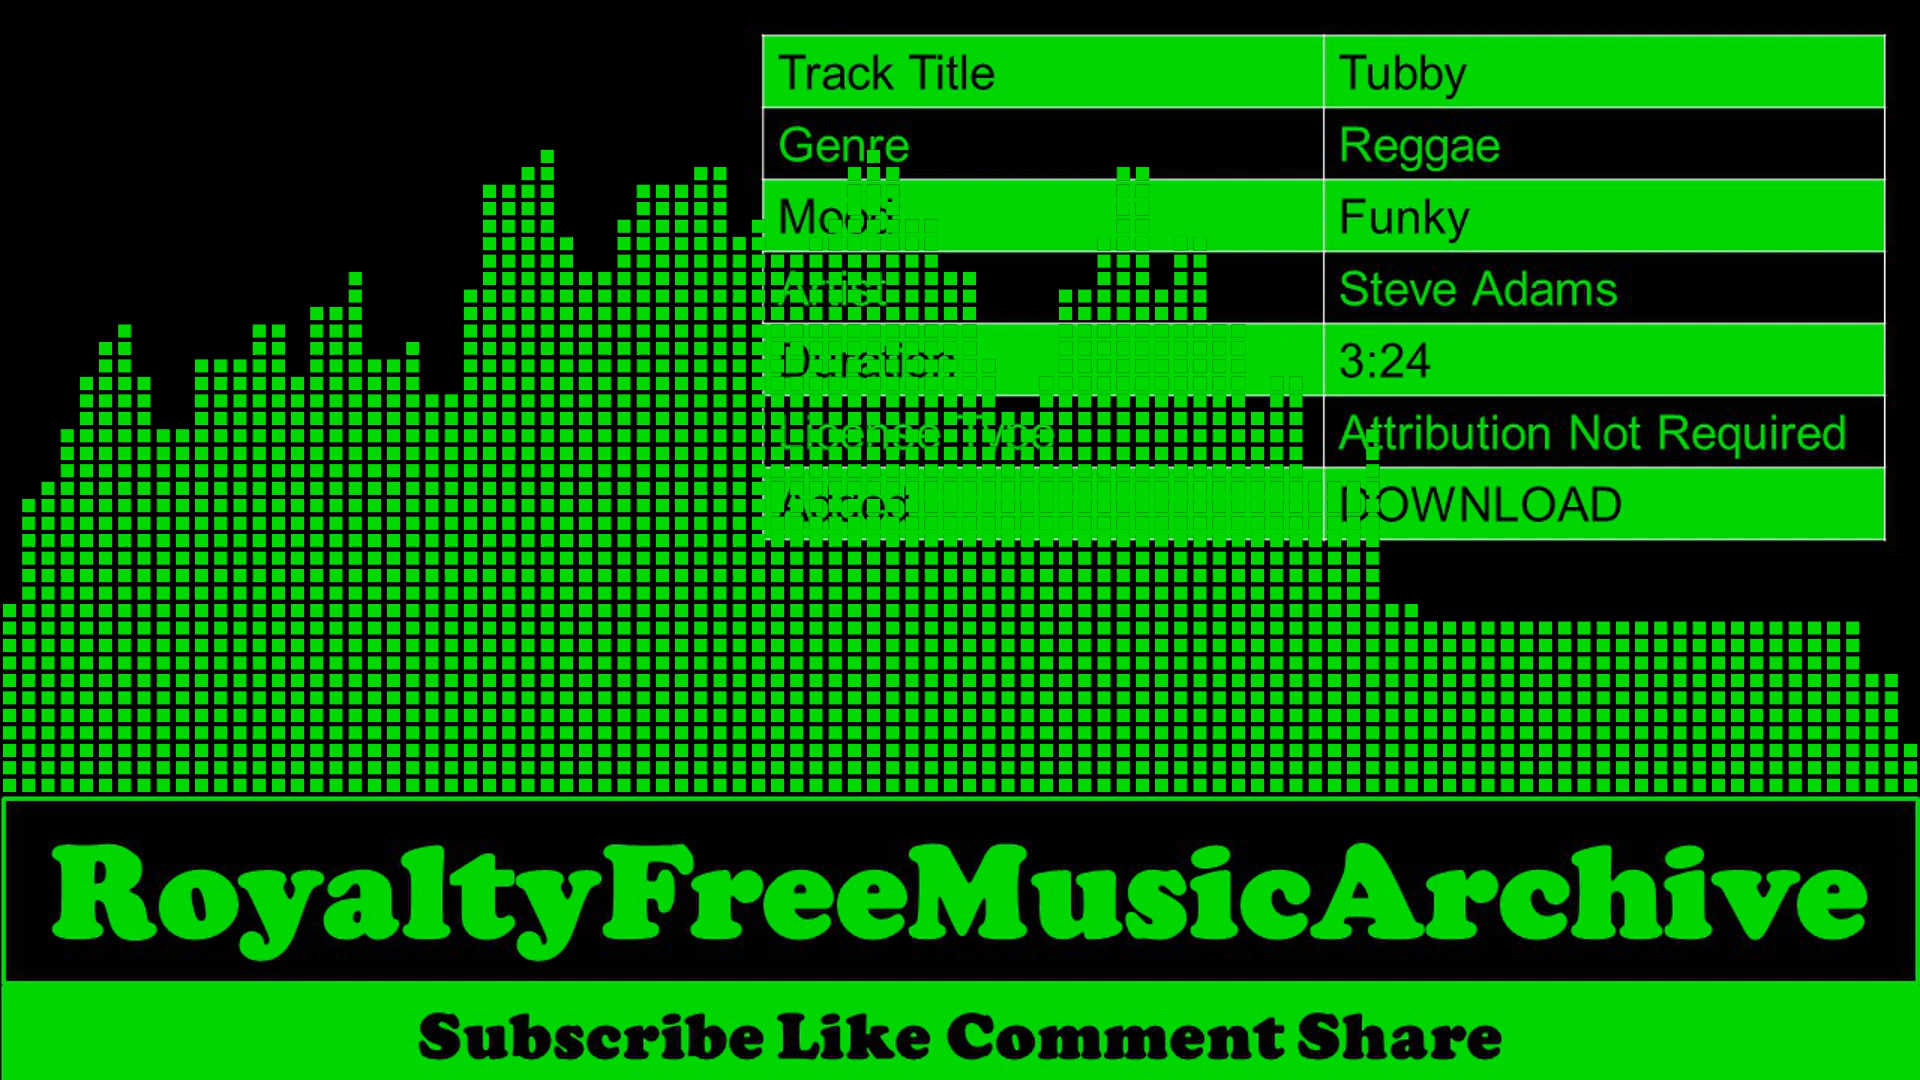 Track Title Tubby
Genre Reggae
Mood Funky
Artist Steve Adams
Duration 3:24
License Type Attribution Not Required
Added DOWNLOAD
RoyaltyFreeMusicArchive
Subscribe Like Comment Share